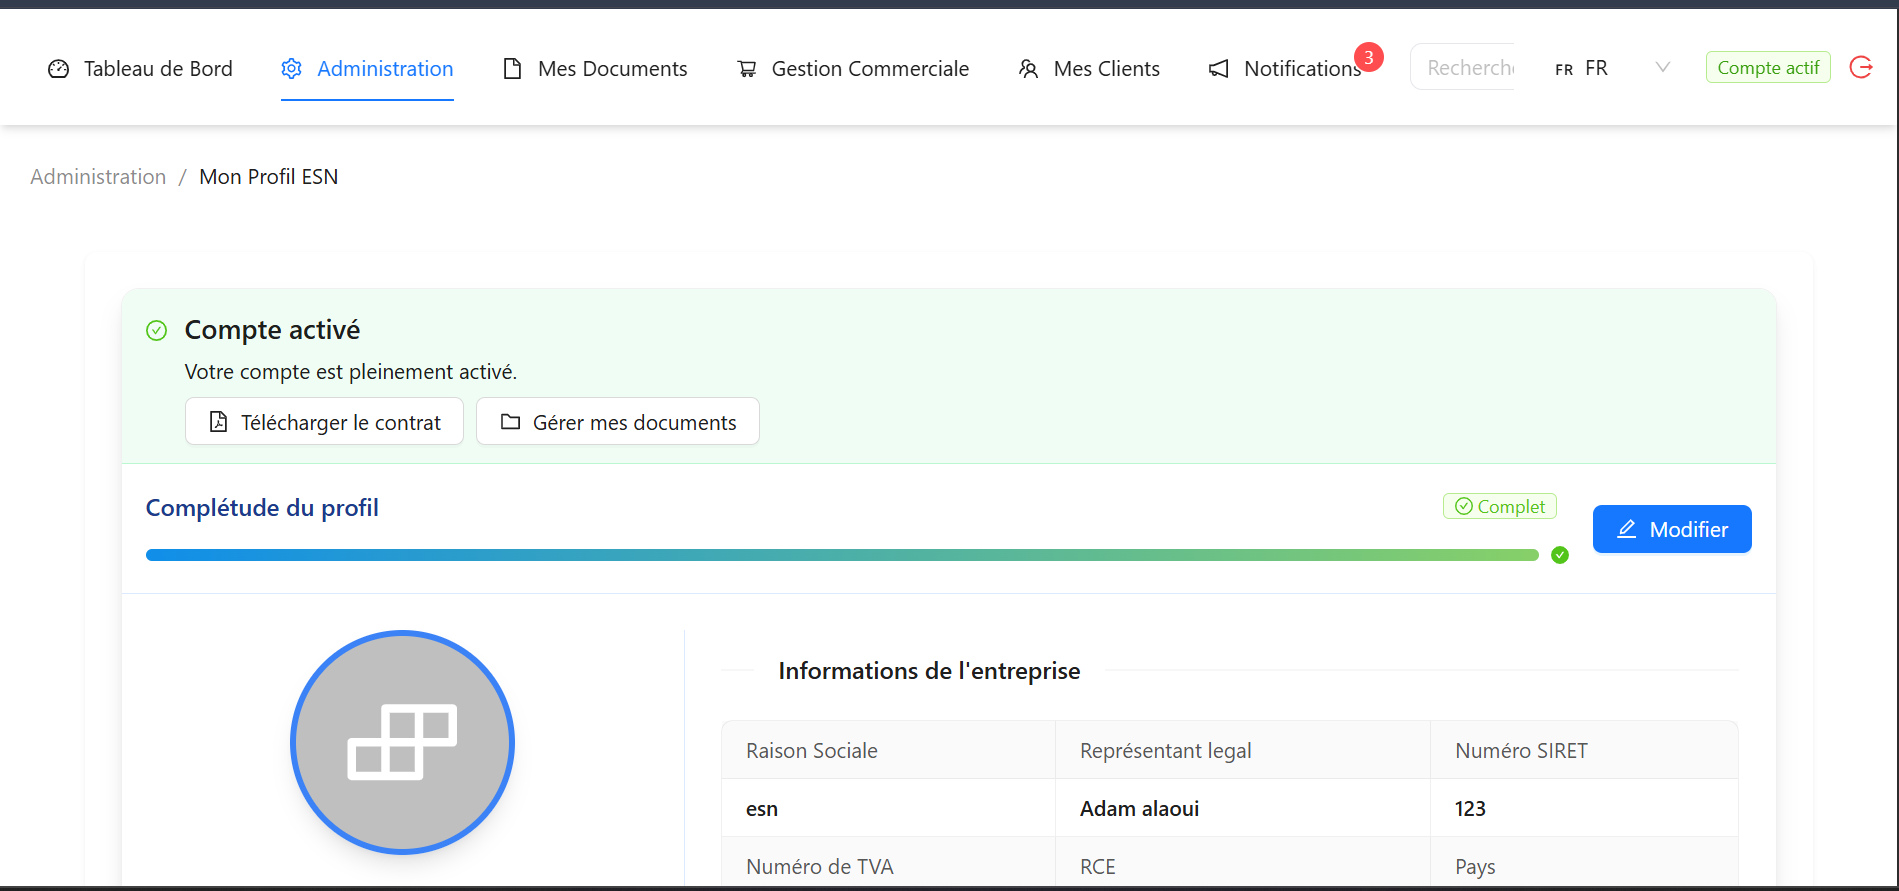 Tableau de Bord
Administration
Mes Documents
Gestion Commerciale
Mes Clients
Notifications
3
Recherche
FR FR
Compte actif
Administration / Mon Profil ESN
Compte activé
Votre compte est pleinement activé.
Télécharger le contrat
Gérer mes documents
Complétude du profil
Complet
Modifier
Informations de l'entreprise
Raison Sociale
Représentant legal
Numéro SIRET
esn
Adam alaoui
123
Numéro de TVA
RCE
Pays